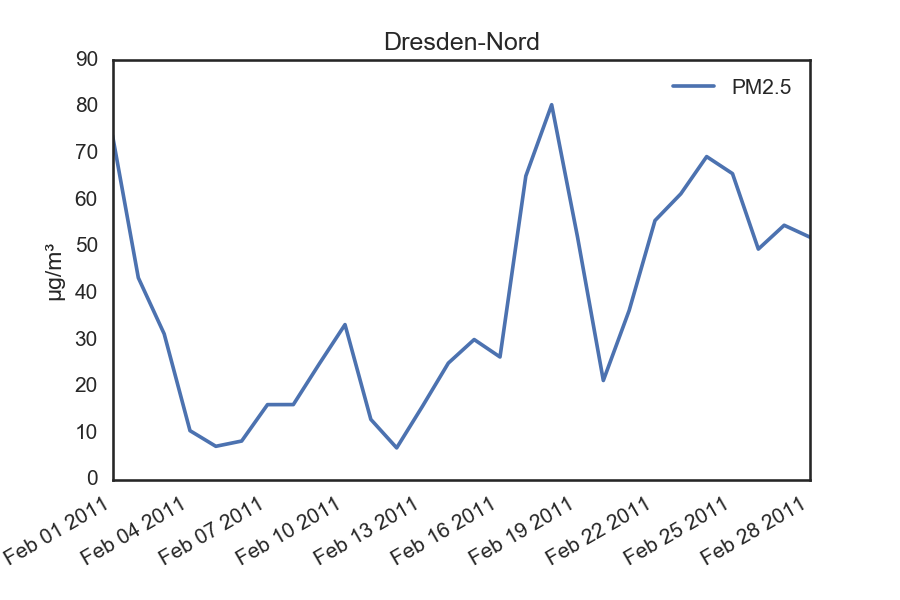 Dresden-Nord
PM2.5
µg/m³
90
80
70
60
50
40
30
20
10
0
Feb 01 2011
Feb 04 2011
Feb 07 2011
Feb 10 2011
Feb 13 2011
Feb 16 2011
Feb 19 2011
Feb 22 2011
Feb 25 2011
Feb 28 2011